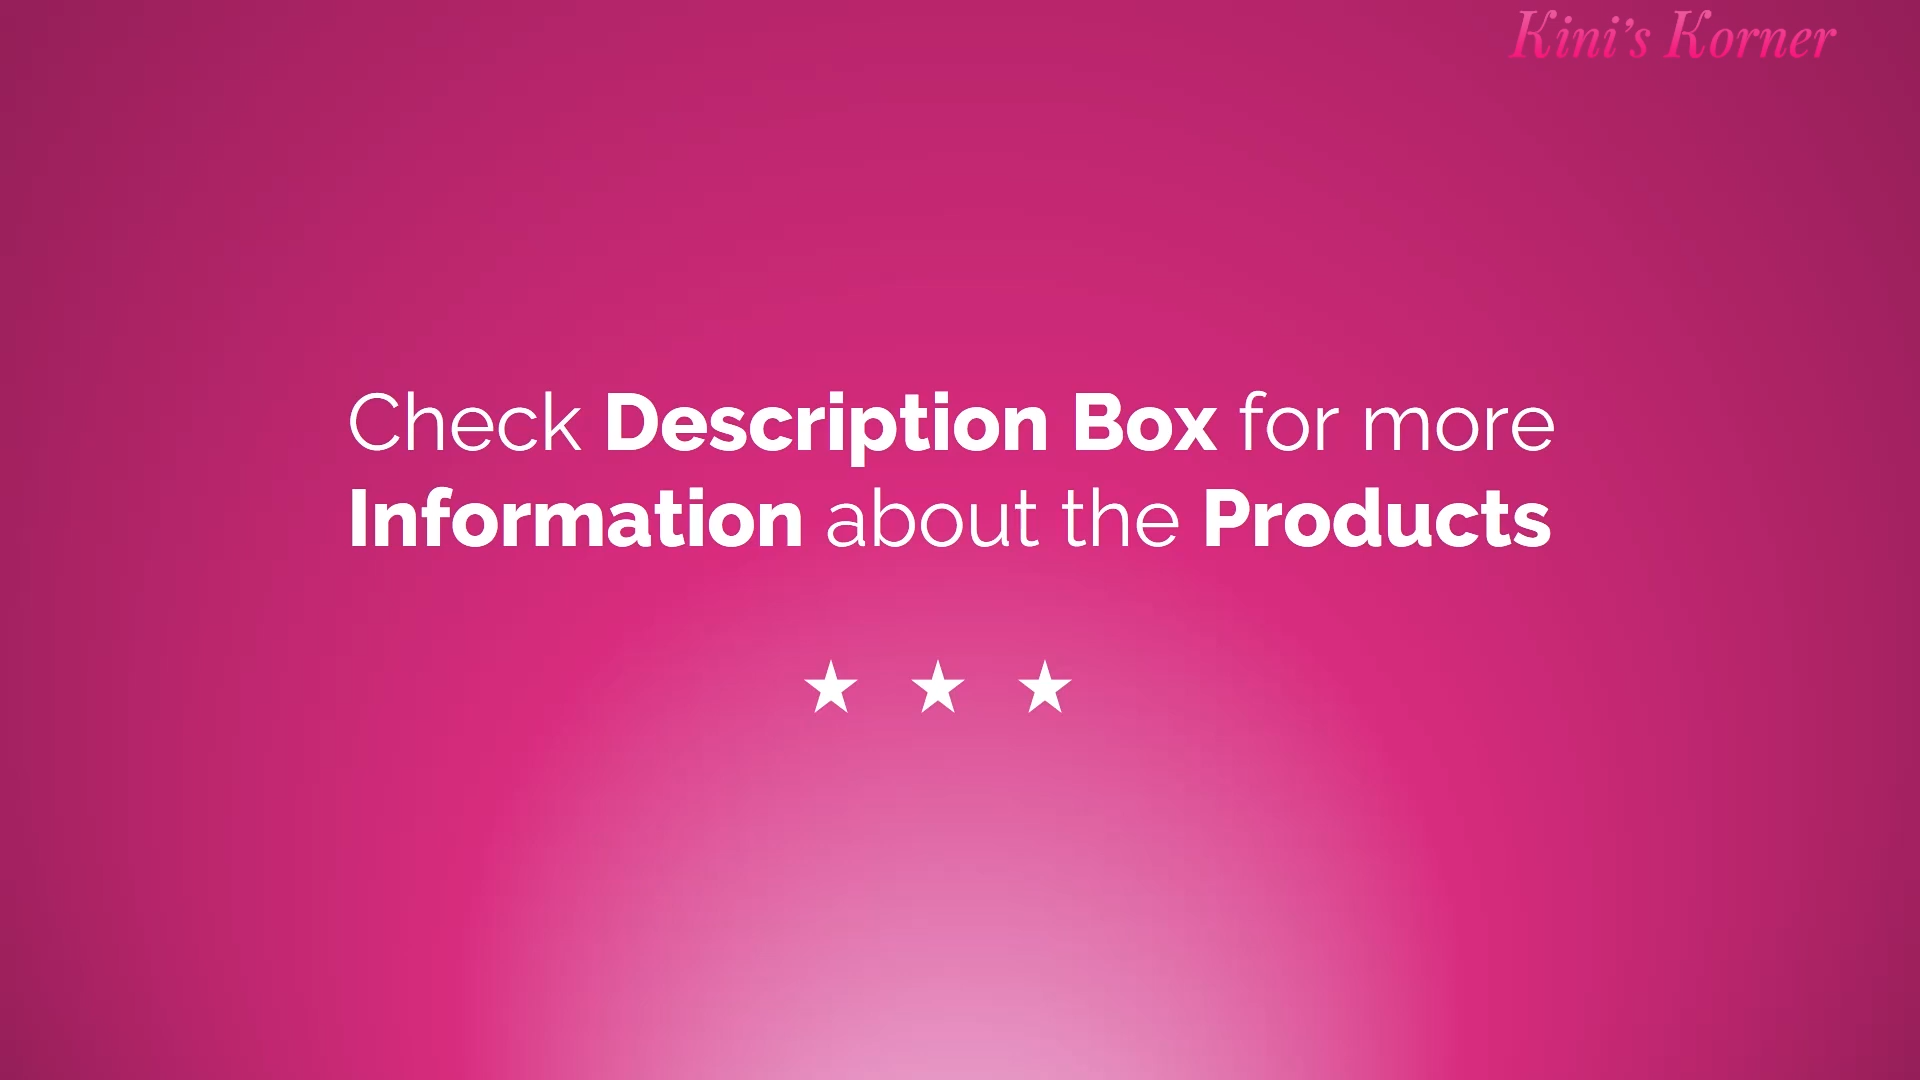 Kini's Korner
Check Description Box for more
Information about the Products